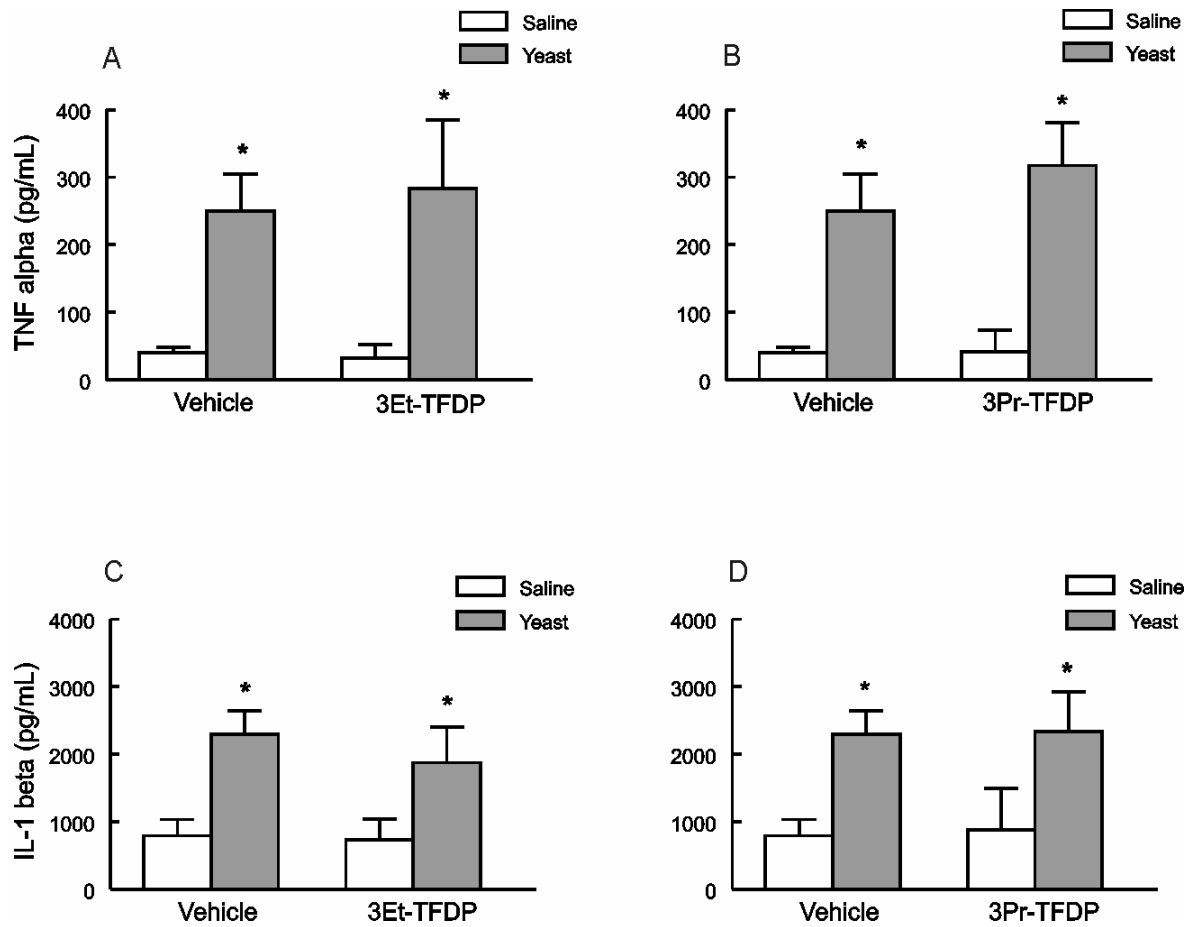 A
Saline
Yeast
TNF alpha (pg/mL)
400
300
200
100
0
*
*
Vehicle
3Et-TFDP
B
Saline
Yeast
400
300
200
100
0
*
*
Vehicle
3Pr-TFDP
C
Saline
Yeast
IL-1 beta (pg/mL)
4000
3000
2000
1000
0
*
*
Vehicle
3Et-TFDP
D
Saline
Yeast
4000
3000
2000
1000
0
*
*
Vehicle
3Pr-TFDP